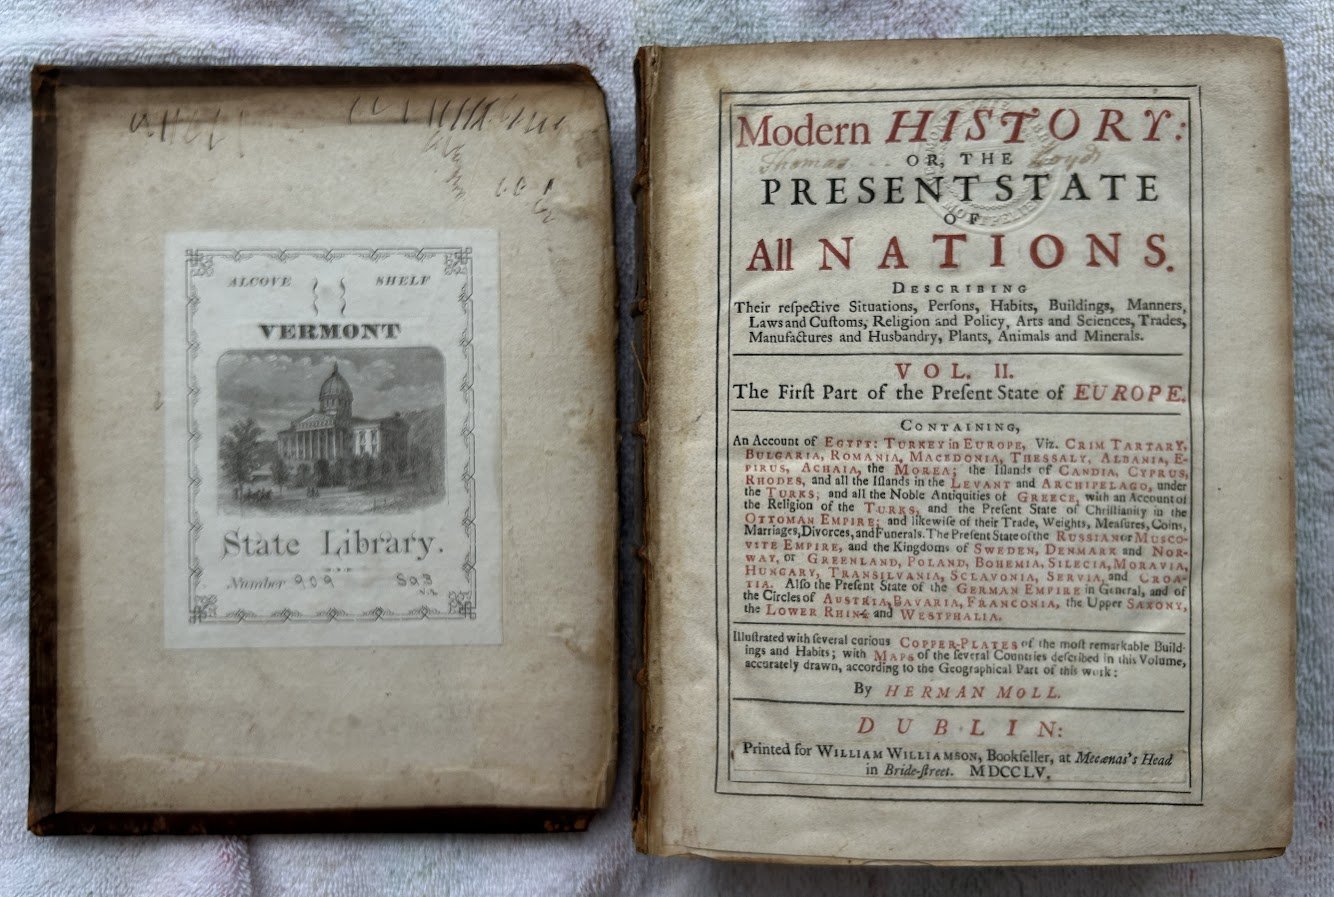 ALCOVE SHELF
VERMONT
State Library.
Number 909 Sa3
V.2
Modern HISTORY:
Thomas Lloyd
OR, THE
PRESENT STATE
OF
All NATIONS.
DESCRIBING
Their reſpective Situations, Perſons, Habits, Buildings, Manners,
Laws and Cuſtoms, Religion and Policy, Arts and Sciences, Trades,
Manufactures and Husbandry, Plants, Animals and Minerals.
VOL. II.
The Firſt Part of the Preſent State of EUROPE.
CONTAINING,
An Account of EGYPT: TURKEY in EUROPE, Viz. CRIM TARTARY,
BULGARIA, ROMANIA, MACEDONIA, THESSALY, ALBANIA, E-
PIRUS, ACHAIA, the MOREA; the Iſlands of CANDIA, CYPRUS,
RHODES, and all the Iſlands in the LEVANT and ARCHIPELAGO, under
the TURKS; and all the Noble Antiquities of GREECE, with an Account of
the Religion of the TURKS, and the Preſent State of Chriſtianity in the
OTTOMAN EMPIRE; and likewiſe of their Trade, Weights, Meaſures, Coins,
Marriages, Divorces, and Funerals. The Preſent State of the RUSSIAN or MUSCO-
VITE EMPIRE, and the Kingdoms of SWEDEN, DENMARK and NOR-
WAY, or GREENLAND, POLAND, BOHEMIA, SILECIA, MORAVIA,
HUNGARY, TRANSILVANIA, SCLAVONIA, SERVIA, and CROA-
TIA. Alſo the Preſent State of the GERMAN EMPIRE in General, and of
the Circles of AUSTRIA, BAVARIA, FRANCONIA, the Upper SAXONY,
the LOWER RHINE and WESTPHALIA.
Illuſtrated with ſeveral curious COPPER-PLATES of the moſt remarkable Build-
ings and Habits; with MAPS of the ſeveral Countries deſcribed in this Volume,
accurately drawn, according to the Geographical Part of this work:
By HERMAN MOLL.
DUBLIN:
Printed for WILLIAM WILLIAMSON, Bookſeller, at Mecænas's Head
in Bride-ſtreet. MDCCLV.